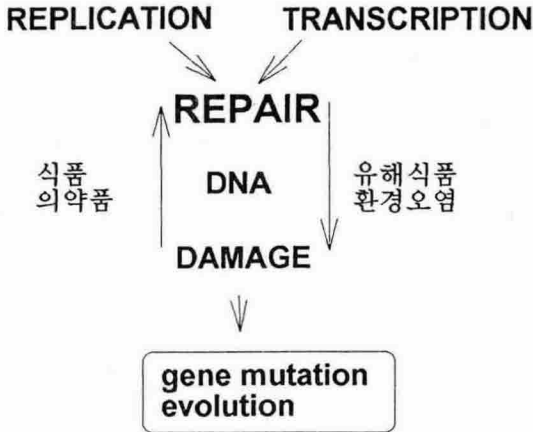 REPLICATION TRANSCRIPTION
REPAIR
식품
의약품
DNA
유해식품
환경오염
DAMAGE
gene mutation
evolution